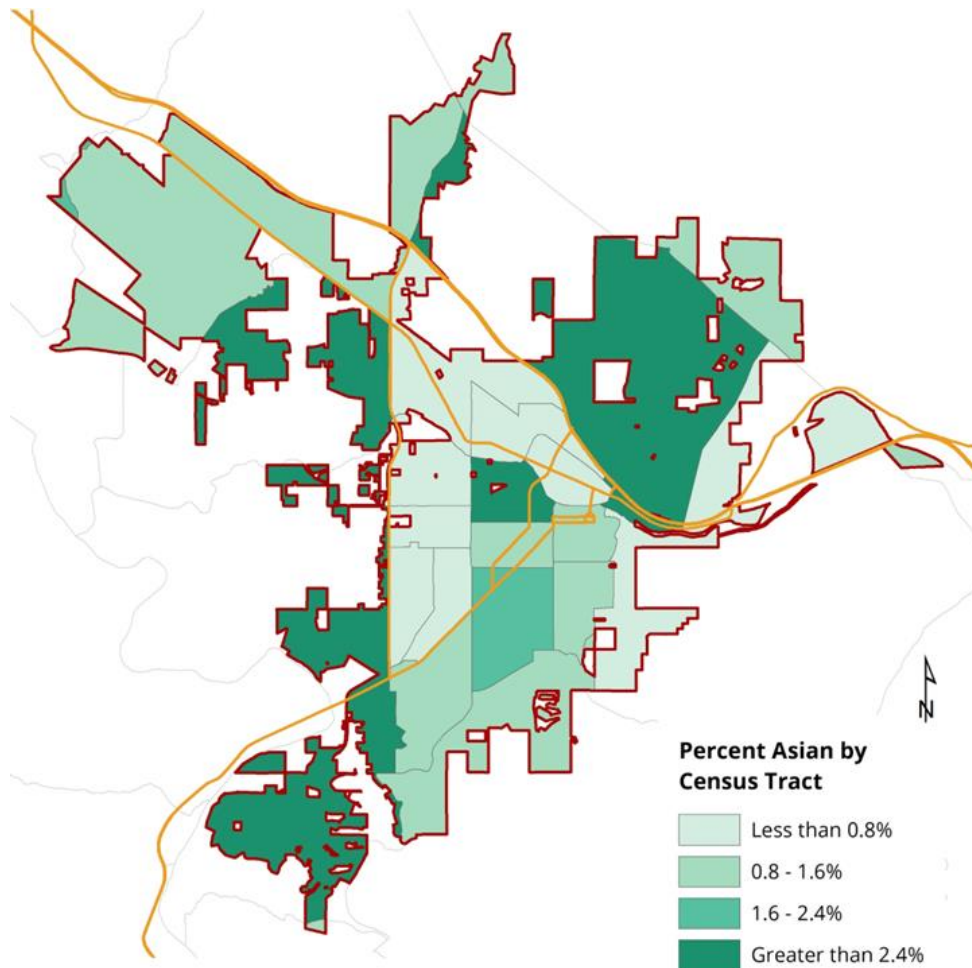 N
Percent Asian by
Census Tract
Less than 0.8%
0.8 - 1.6%
1.6 - 2.4%
Greater than 2.4%